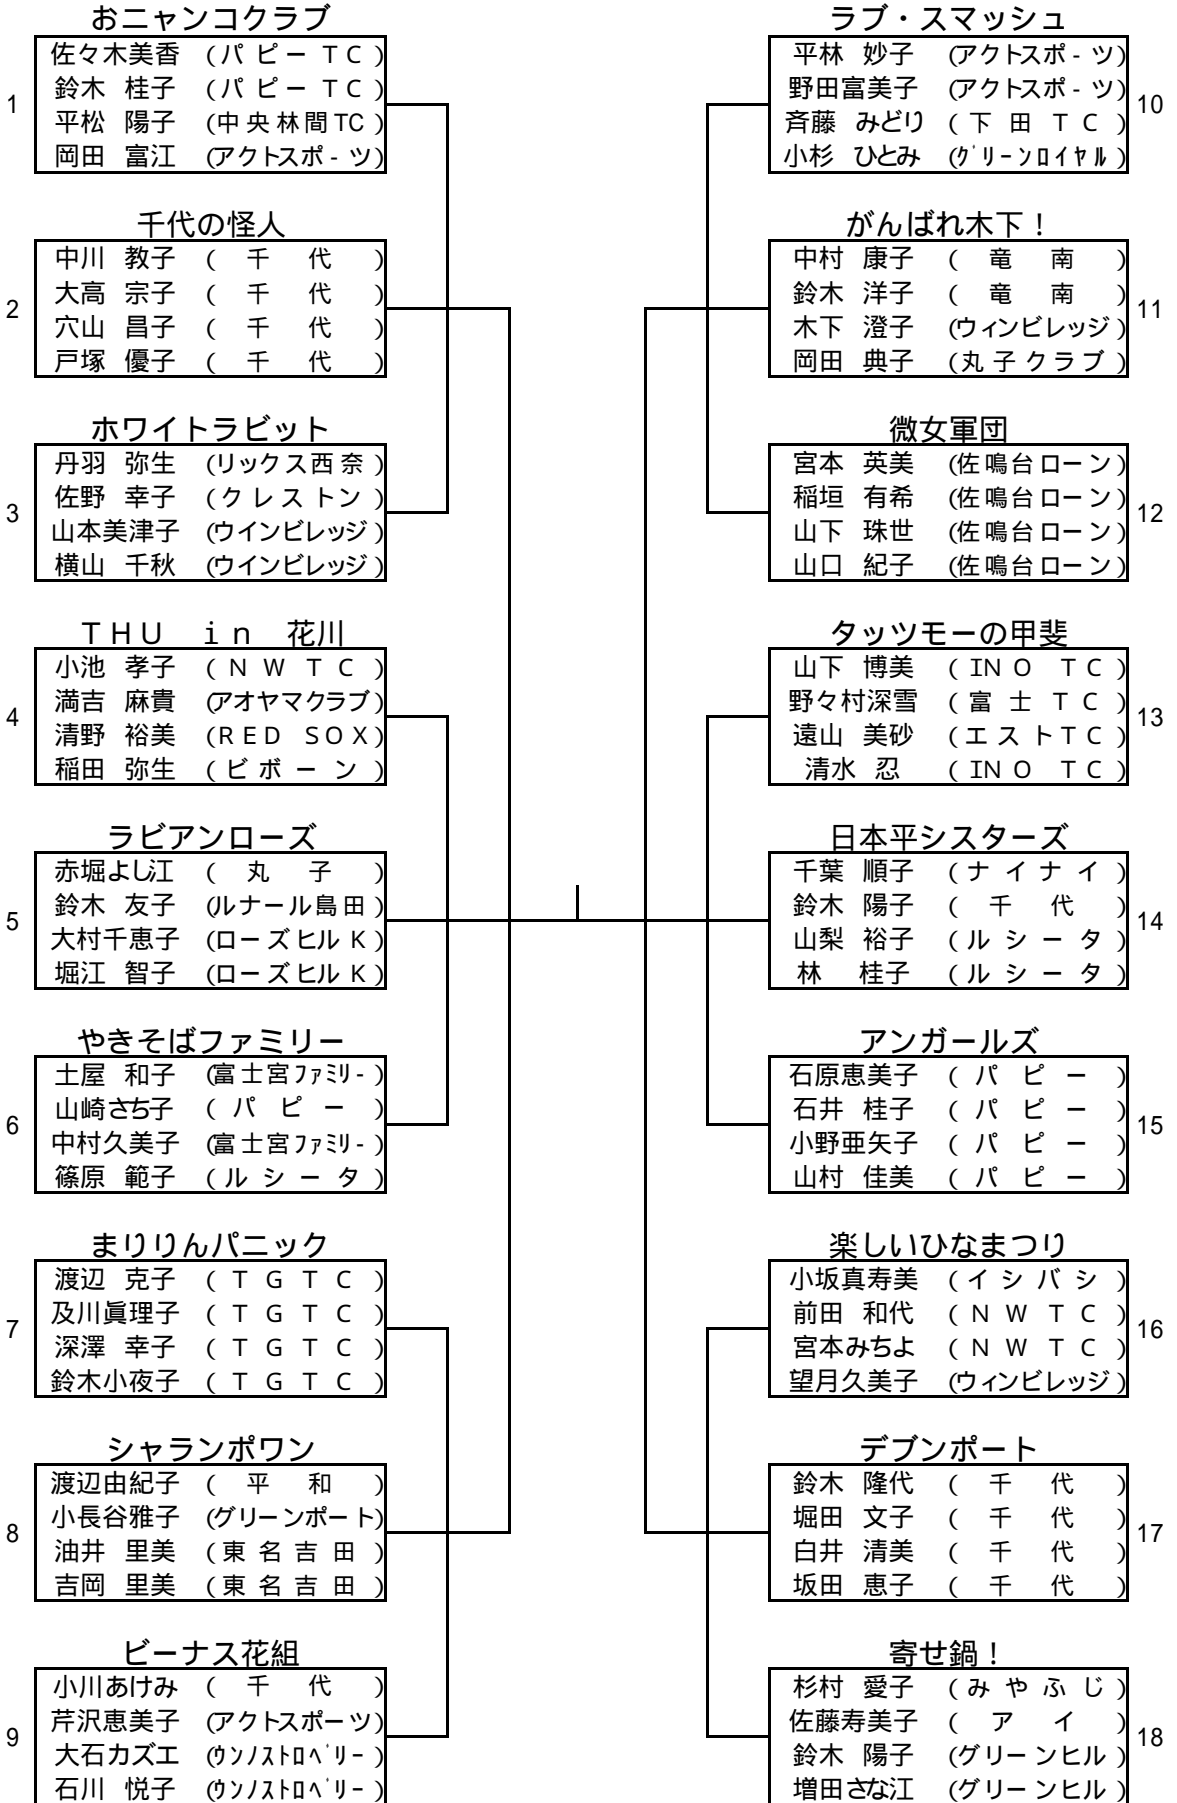 おニャンコクラブ
1
佐々木美香 (パピーTC)
鈴木 桂子 (パピーTC)
平松 陽子 (中央林間TC)
岡田 富江 (アクトスポ-ツ)
千代の怪人
2
中川 教子 (千代)
大高 宗子 (千代)
穴山 昌子 (千代)
戸塚 優子 (千代)
ホワイトラビット
3
丹羽 弥生 (リックス西奈)
佐野 幸子 (クレストン)
山本美津子 (ウインビレッジ)
横山 千秋 (ウインビレッジ)
THU in 花川
4
小池 孝子 (NWTC)
満吉 麻貴 (アオヤマクラブ)
清野 裕美 (RED SOX)
稲田 弥生 (ビボーン)
ラビアンローズ
5
赤堀よし江 (丸子)
鈴木 友子 (ルナール島田)
大村千恵子 (ローズヒルK)
堀江 智子 (ローズヒルK)
やきそばファミリー
6
土屋 和子 (富士宮ファミリ-)
山崎さち子 (パピー)
中村久美子 (富士宮ファミリ-)
篠原 範子 (ルシータ)
まりりんパニック
7
渡辺 克子 (TGTC)
及川眞理子 (TGTC)
深澤 幸子 (TGTC)
鈴木小夜子 (TGTC)
シャランポワン
8
渡辺由紀子 (平和)
小長谷雅子 (グリーンポート)
油井 里美 (東名吉田)
吉岡 里美 (東名吉田)
ビーナス花組
9
小川あけみ (千代)
芹沢恵美子 (アクトスポーツ)
大石カズエ (ウンノストロベリー)
石川 悦子 (ウンノストロベリー)
ラブ・スマッシュ
平林 妙子 (アクトスポ-ツ)
野田富美子 (アクトスポ-ツ)
斉藤 みどり (下田TC)
小杉 ひとみ (グリーンロイヤル)
10
がんばれ木下!
中村 康子 (竜南)
鈴木 洋子 (竜南)
木下 澄子 (ウィンビレッジ)
岡田 典子 (丸子クラブ)
11
微女軍団
宮本 英美 (佐鳴台ローン)
稲垣 有希 (佐鳴台ローン)
山下 珠世 (佐鳴台ローン)
山口 紀子 (佐鳴台ローン)
12
タッツモーの甲斐
山下 博美 (INO TC)
野々村深雪 (富士TC)
遠山 美砂 (エストTC)
清水 忍 (INO TC)
13
日本平シスターズ
千葉 順子 (ナイナイ)
鈴木 陽子 (千代)
山梨 裕子 (ルシータ)
林 桂子 (ルシータ)
14
アンガールズ
石原恵美子 (パピー)
石井 桂子 (パピー)
小野亜矢子 (パピー)
山村 佳美 (パピー)
15
楽しいひなまつり
小坂真寿美 (イシバシ)
前田 和代 (NWTC)
宮本みちよ (NWTC)
望月久美子 (ウィンビレッジ)
16
デブンポート
鈴木 隆代 (千代)
堀田 文子 (千代)
白井 清美 (千代)
坂田 恵子 (千代)
17
寄せ鍋!
杉村 愛子 (みやふじ)
佐藤寿美子 (アイ)
鈴木 陽子 (グリーンヒル)
増田さな江 (グリーンヒル)
18